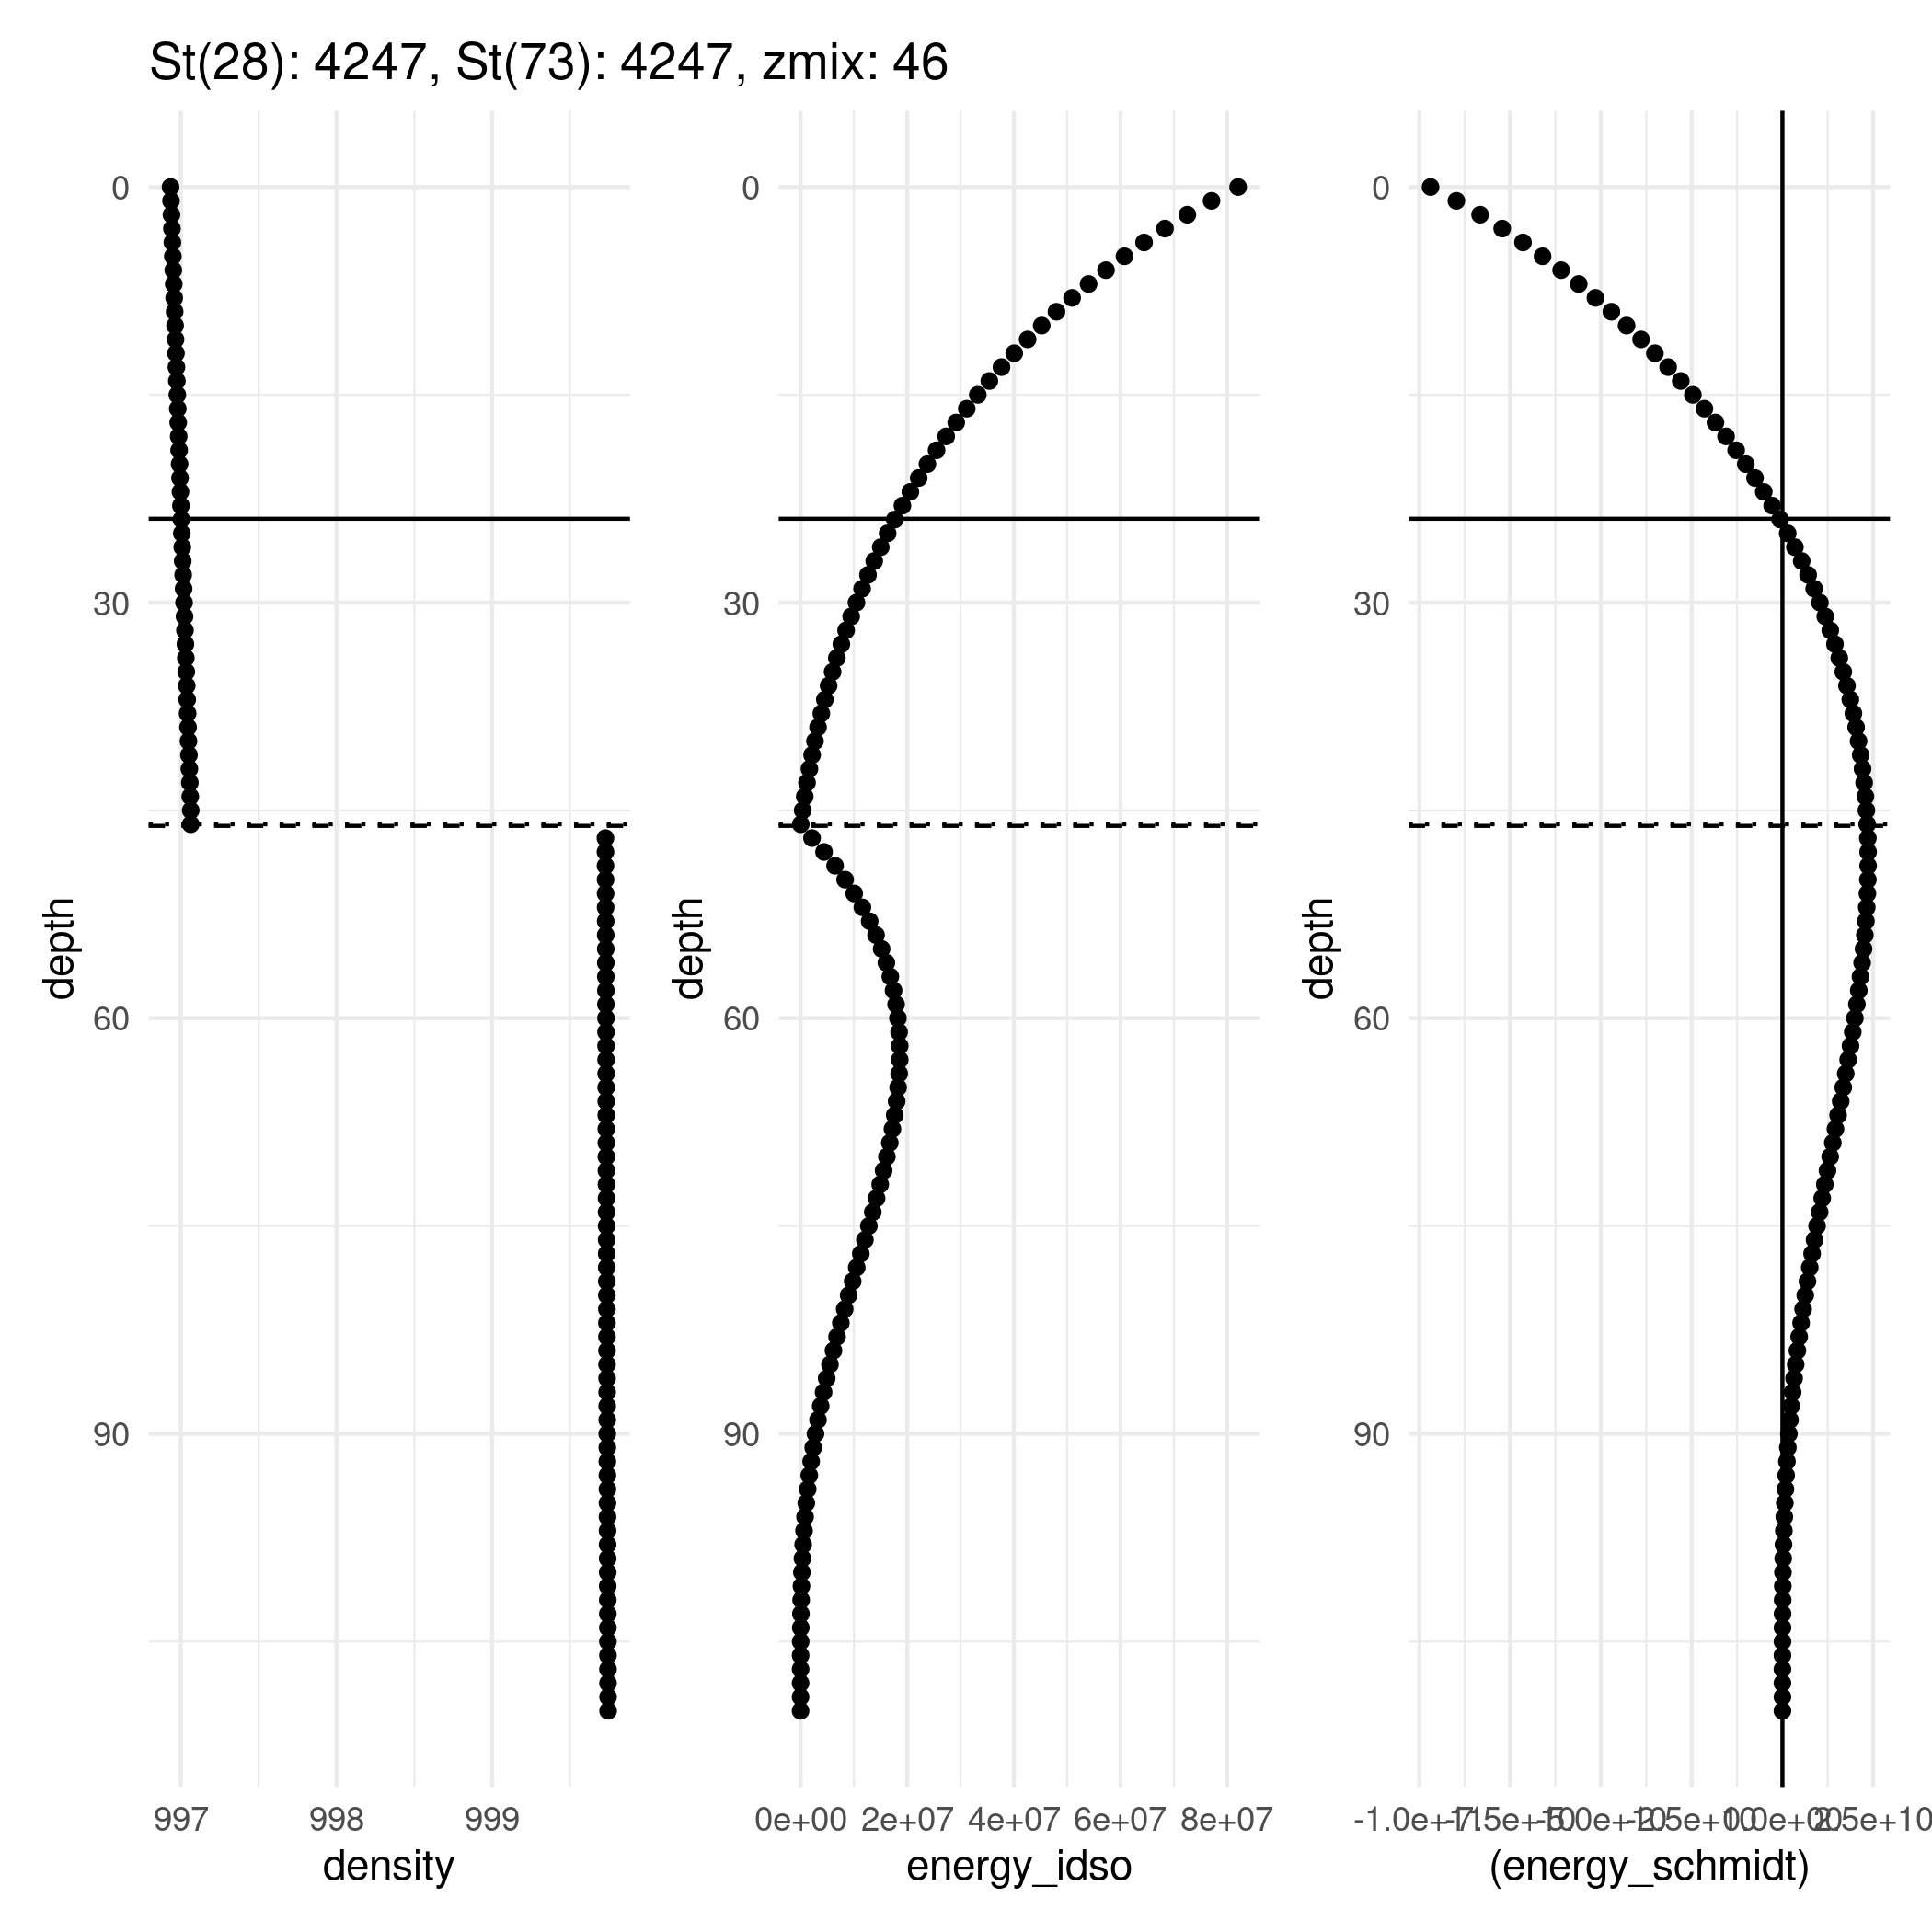 St(28): 4247, St(73): 4247, zmix: 46
0
30
60
90
depth
997
998
999
density
0
30
60
90
depth
0e+00
2e+07
4e+07
6e+07
8e+07
energy_idso
0
30
60
90
depth
(energy_schmidt)